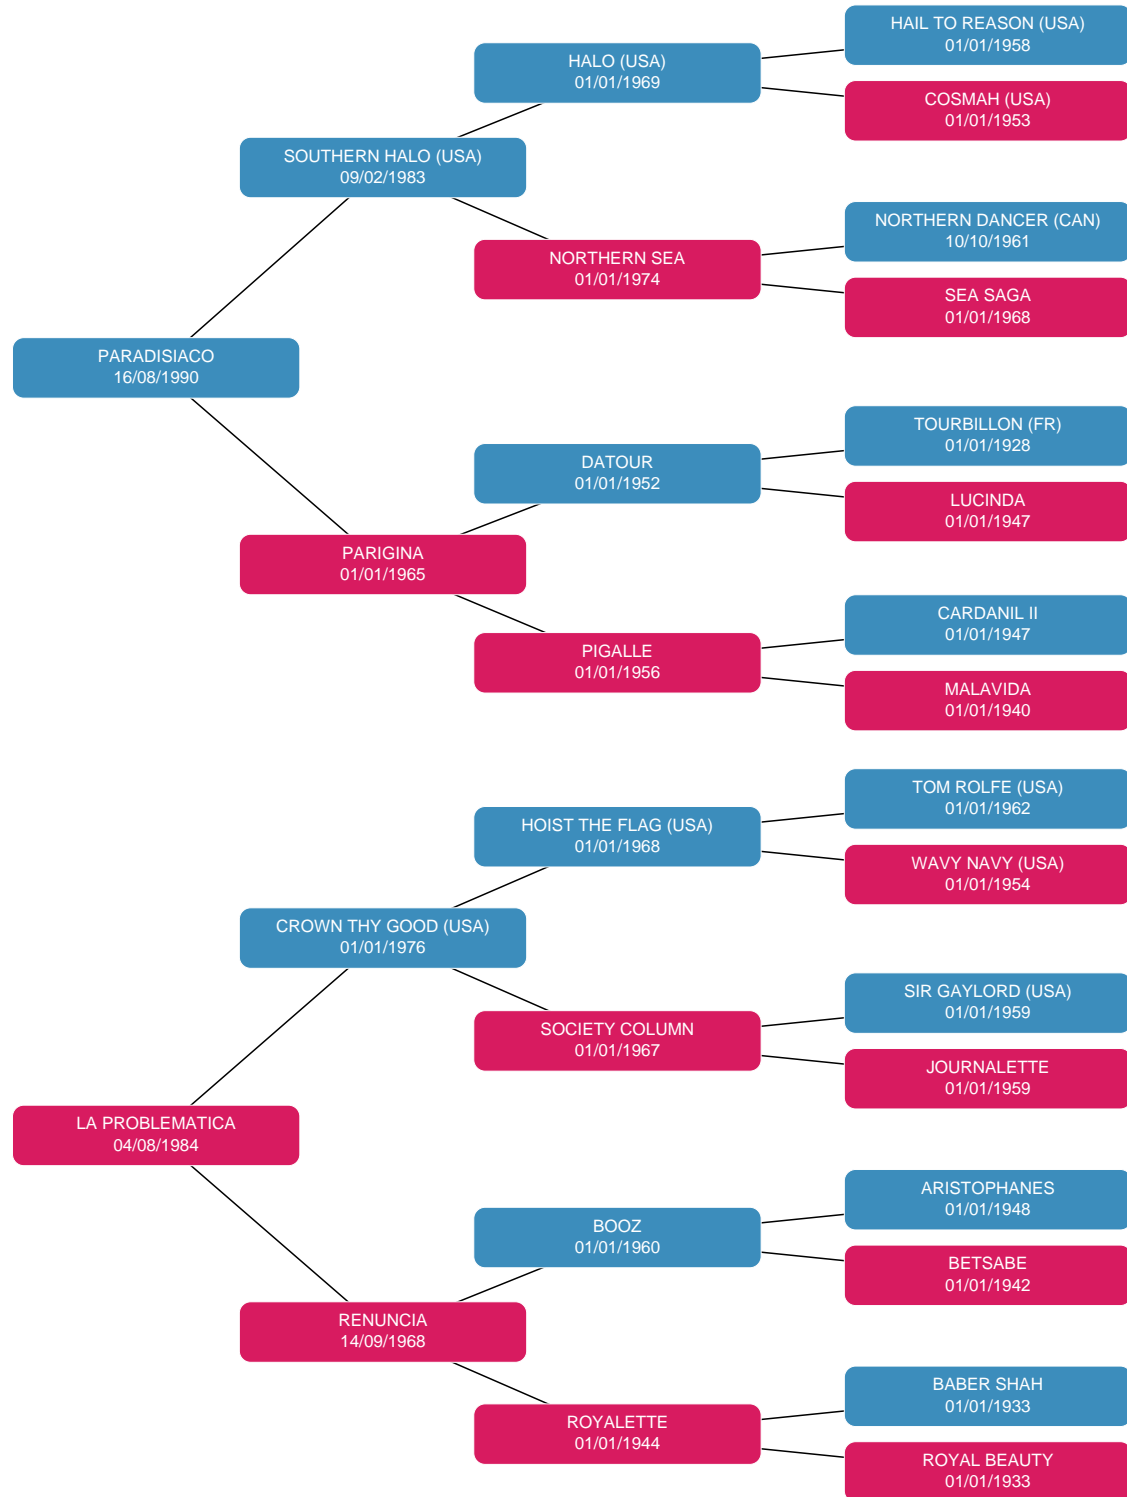 HAIL TO REASON (USA)
01/01/1958
HALO (USA)
01/01/1969
COSMAH (USA)
01/01/1953
SOUTHERN HALO (USA)
09/02/1983
NORTHERN DANCER (CAN)
10/10/1961
NORTHERN SEA
01/01/1974
SEA SAGA
01/01/1968
PARADISIACO
16/08/1990
TOURBILLON (FR)
01/01/1928
DATOUR
01/01/1952
LUCINDA
01/01/1947
PARIGINA
01/01/1965
CARDANIL II
01/01/1947
PIGALLE
01/01/1956
MALAVIDA
01/01/1940
TOM ROLFE (USA)
01/01/1962
HOIST THE FLAG (USA)
01/01/1968
WAVY NAVY (USA)
01/01/1954
CROWN THY GOOD (USA)
01/01/1976
SIR GAYLORD (USA)
01/01/1959
SOCIETY COLUMN
01/01/1967
JOURNALETTE
01/01/1959
LA PROBLEMATICA
04/08/1984
ARISTOPHANES
01/01/1948
BOOZ
01/01/1960
BETSABE
01/01/1942
RENUNCIA
14/09/1968
BABER SHAH
01/01/1933
ROYALETTE
01/01/1944
ROYAL BEAUTY
01/01/1933